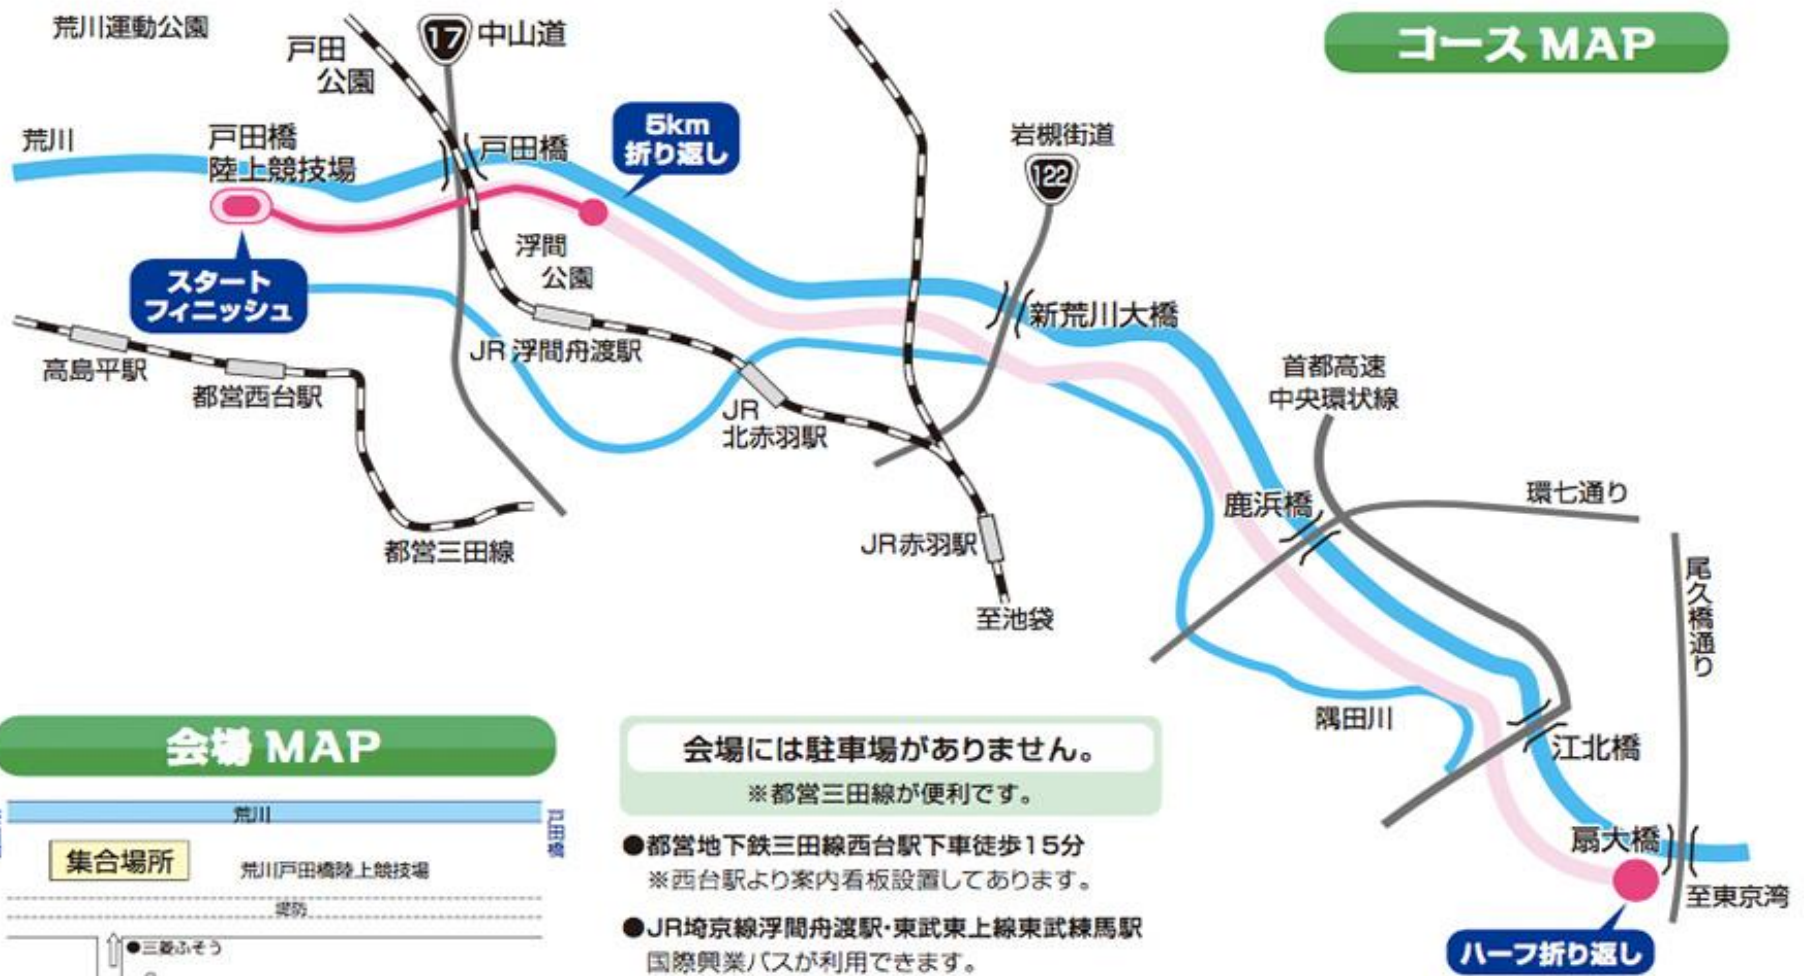 荒川運動公園
戸田
公園
17
中山道
コース MAP
荒川
戸田橋
陸上競技場
戸田橋
5km
折り返し
岩槻街道
122
スタート
フィニッシュ
浮間
公園
新荒川大橋
高島平駅
都営西台駅
JR 浮間舟渡駅
JR
北赤羽駅
首都高速
中央環状線
鹿浜橋
環七通り
都営三田線
JR赤羽駅
至池袋
尾久橋通り
隅田川
江北橋
扇大橋
至東京湾
ハーフ折り返し
会場 MAP
荒川
戸田橋
集合場所
荒川戸田橋陸上競技場
堤防
●三菱ふそう
会場には駐車場がありません。
※都営三田線が便利です。
●都営地下鉄三田線西台駅下車徒歩15分
※西台駅より案内看板設置してあります。
●JR埼京線浮間舟渡駅・東武東上線東武練馬駅
国際興業バスが利用できます。